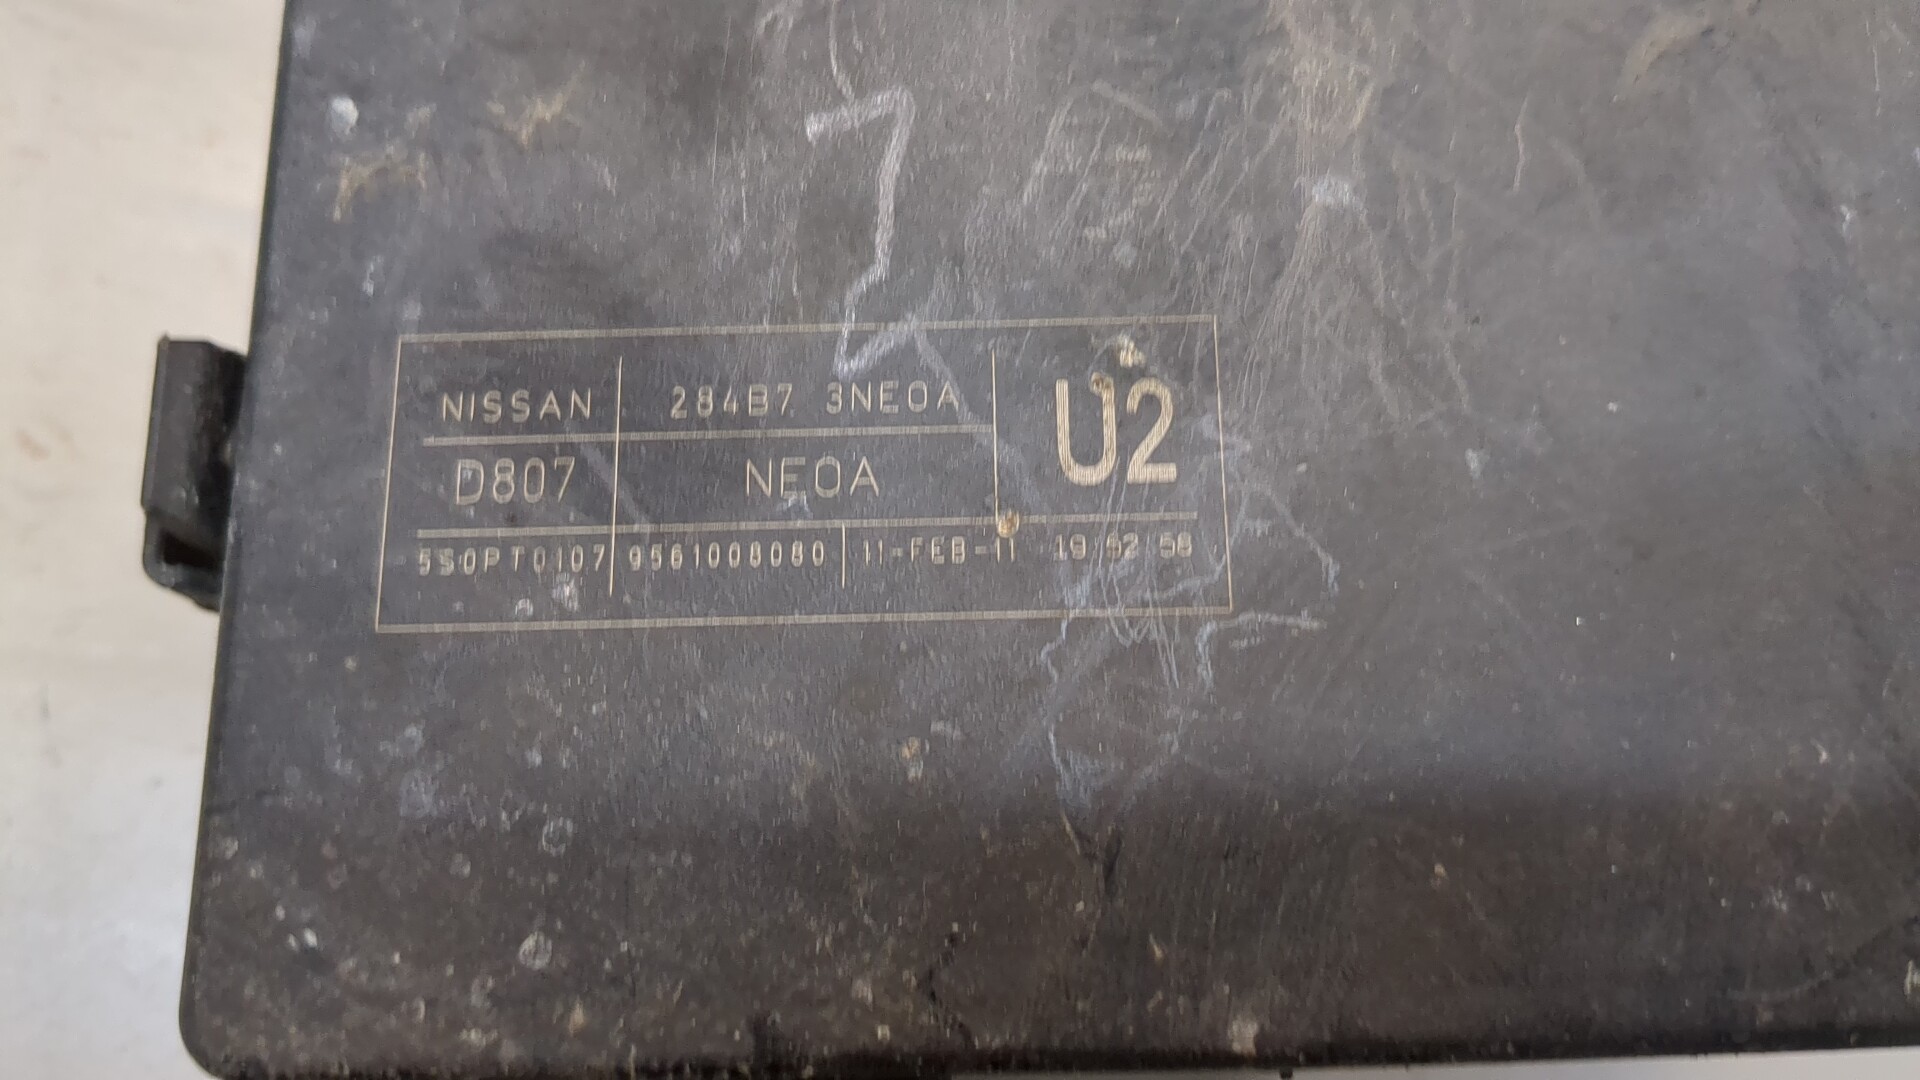 NISSAN 284B7 3NE0A U2
D807 NE0A
5S0PT0107 9561008080 11-FEB-11 19 52 58